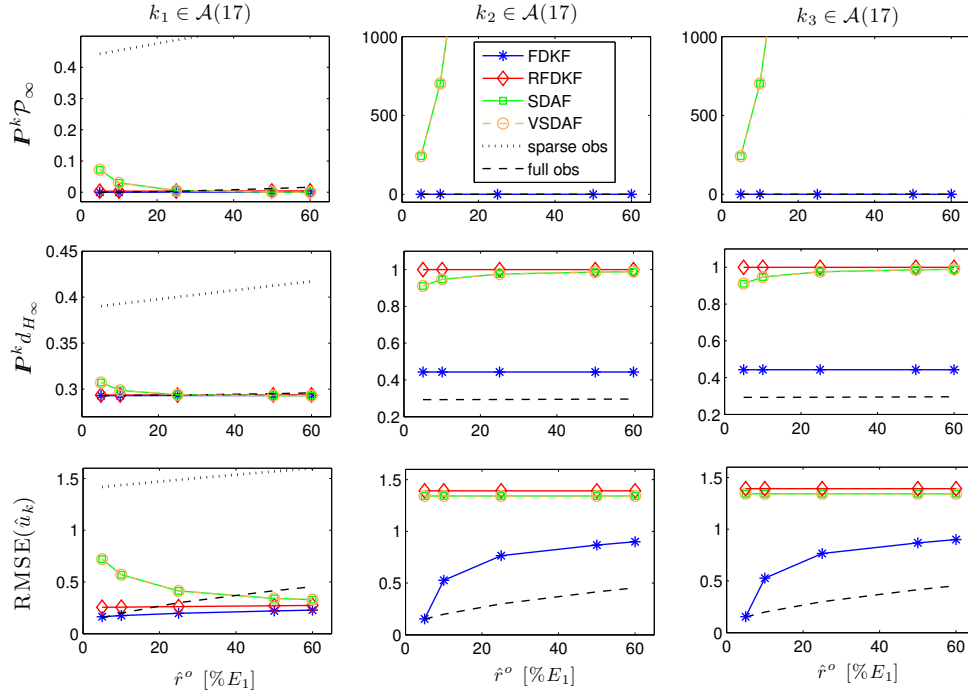 k₁ ∈ 𝒜(17)
k₂ ∈ 𝒜(17)
k₃ ∈ 𝒜(17)
P^k 𝒫_∞
0.4
0.3
0.2
0.1
0
0 20 40 60
1000
500
0
0 20 40 60
FDKF
RFDKF
SDAF
VSDAF
sparse obs
full obs
1000
500
0
0 20 40 60
P^k d_{H_∞}
0.45
0.4
0.35
0.3
0 20 40 60
1
0.8
0.6
0.4
0.2
0 20 40 60
1
0.8
0.6
0.4
0.2
0 20 40 60
RMSE(û_k)
1.5
1
0.5
0
0 20 40 60
r̂^o [%E₁]
1.5
1
0.5
0
0 20 40 60
r̂^o [%E₁]
1.5
1
0.5
0
0 20 40 60
r̂^o [%E₁]